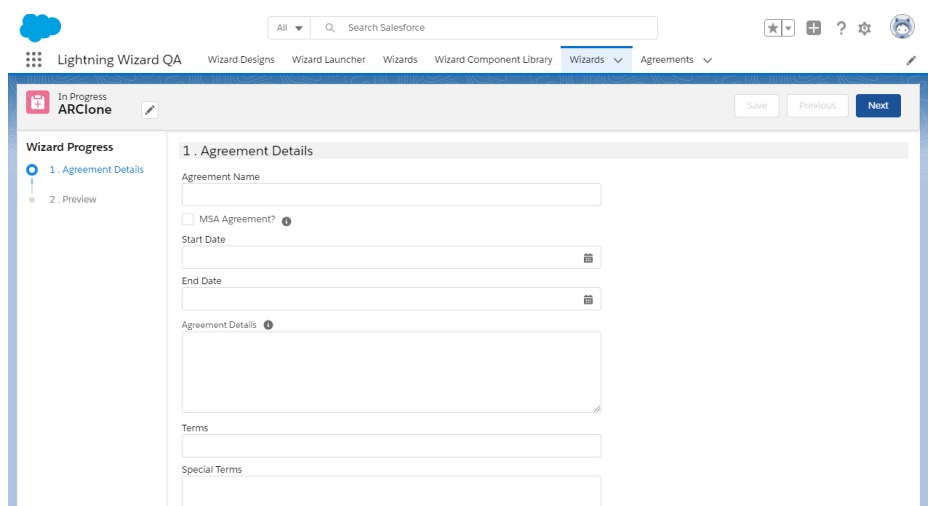 All Search Salesforce
Lightning Wizard QA Wizard Designs Wizard Launcher Wizards Wizard Component Library Wizards Agreements
In Progress
ARClone
Save Previous Next
Wizard Progress
1 . Agreement Details
2 . Preview
1 . Agreement Details
Agreement Name
MSA Agreement?
Start Date
End Date
Agreement Details
Terms
Special Terms